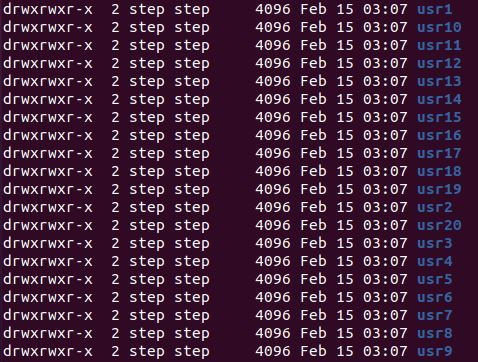 drwxrwxr-x  2 step step     4096 Feb 15 03:07 usr1
drwxrwxr-x  2 step step     4096 Feb 15 03:07 usr10
drwxrwxr-x  2 step step     4096 Feb 15 03:07 usr11
drwxrwxr-x  2 step step     4096 Feb 15 03:07 usr12
drwxrwxr-x  2 step step     4096 Feb 15 03:07 usr13
drwxrwxr-x  2 step step     4096 Feb 15 03:07 usr14
drwxrwxr-x  2 step step     4096 Feb 15 03:07 usr15
drwxrwxr-x  2 step step     4096 Feb 15 03:07 usr16
drwxrwxr-x  2 step step     4096 Feb 15 03:07 usr17
drwxrwxr-x  2 step step     4096 Feb 15 03:07 usr18
drwxrwxr-x  2 step step     4096 Feb 15 03:07 usr19
drwxrwxr-x  2 step step     4096 Feb 15 03:07 usr2
drwxrwxr-x  2 step step     4096 Feb 15 03:07 usr20
drwxrwxr-x  2 step step     4096 Feb 15 03:07 usr3
drwxrwxr-x  2 step step     4096 Feb 15 03:07 usr4
drwxrwxr-x  2 step step     4096 Feb 15 03:07 usr5
drwxrwxr-x  2 step step     4096 Feb 15 03:07 usr6
drwxrwxr-x  2 step step     4096 Feb 15 03:07 usr7
drwxrwxr-x  2 step step     4096 Feb 15 03:07 usr8
drwxrwxr-x  2 step step     4096 Feb 15 03:07 usr9